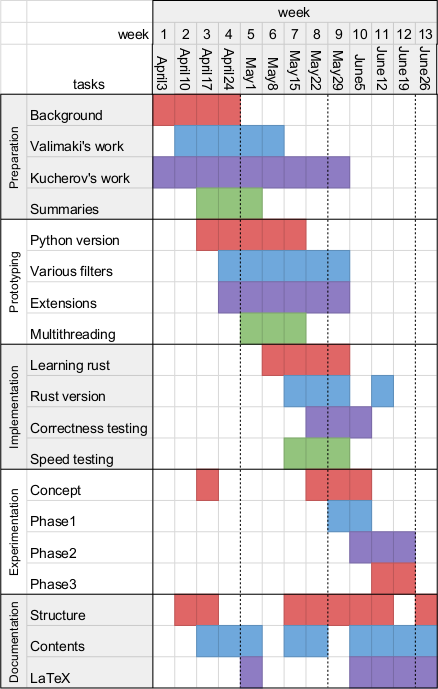 week
week 1 2 3 4 5 6 7 8 9 10 11 12 13
tasks April3 April10 April17 April24 May1 May8 May15 May22 May29 June5 June12 June19 June26
Preparation
Background
Valimaki's work
Kucherov's work
Summaries
Prototyping
Python version
Various filters
Extensions
Multithreading
Implementation
Learning rust
Rust version
Correctness testing
Speed testing
Experimentation
Concept
Phase1
Phase2
Phase3
Documentation
Structure
Contents
LaTeX